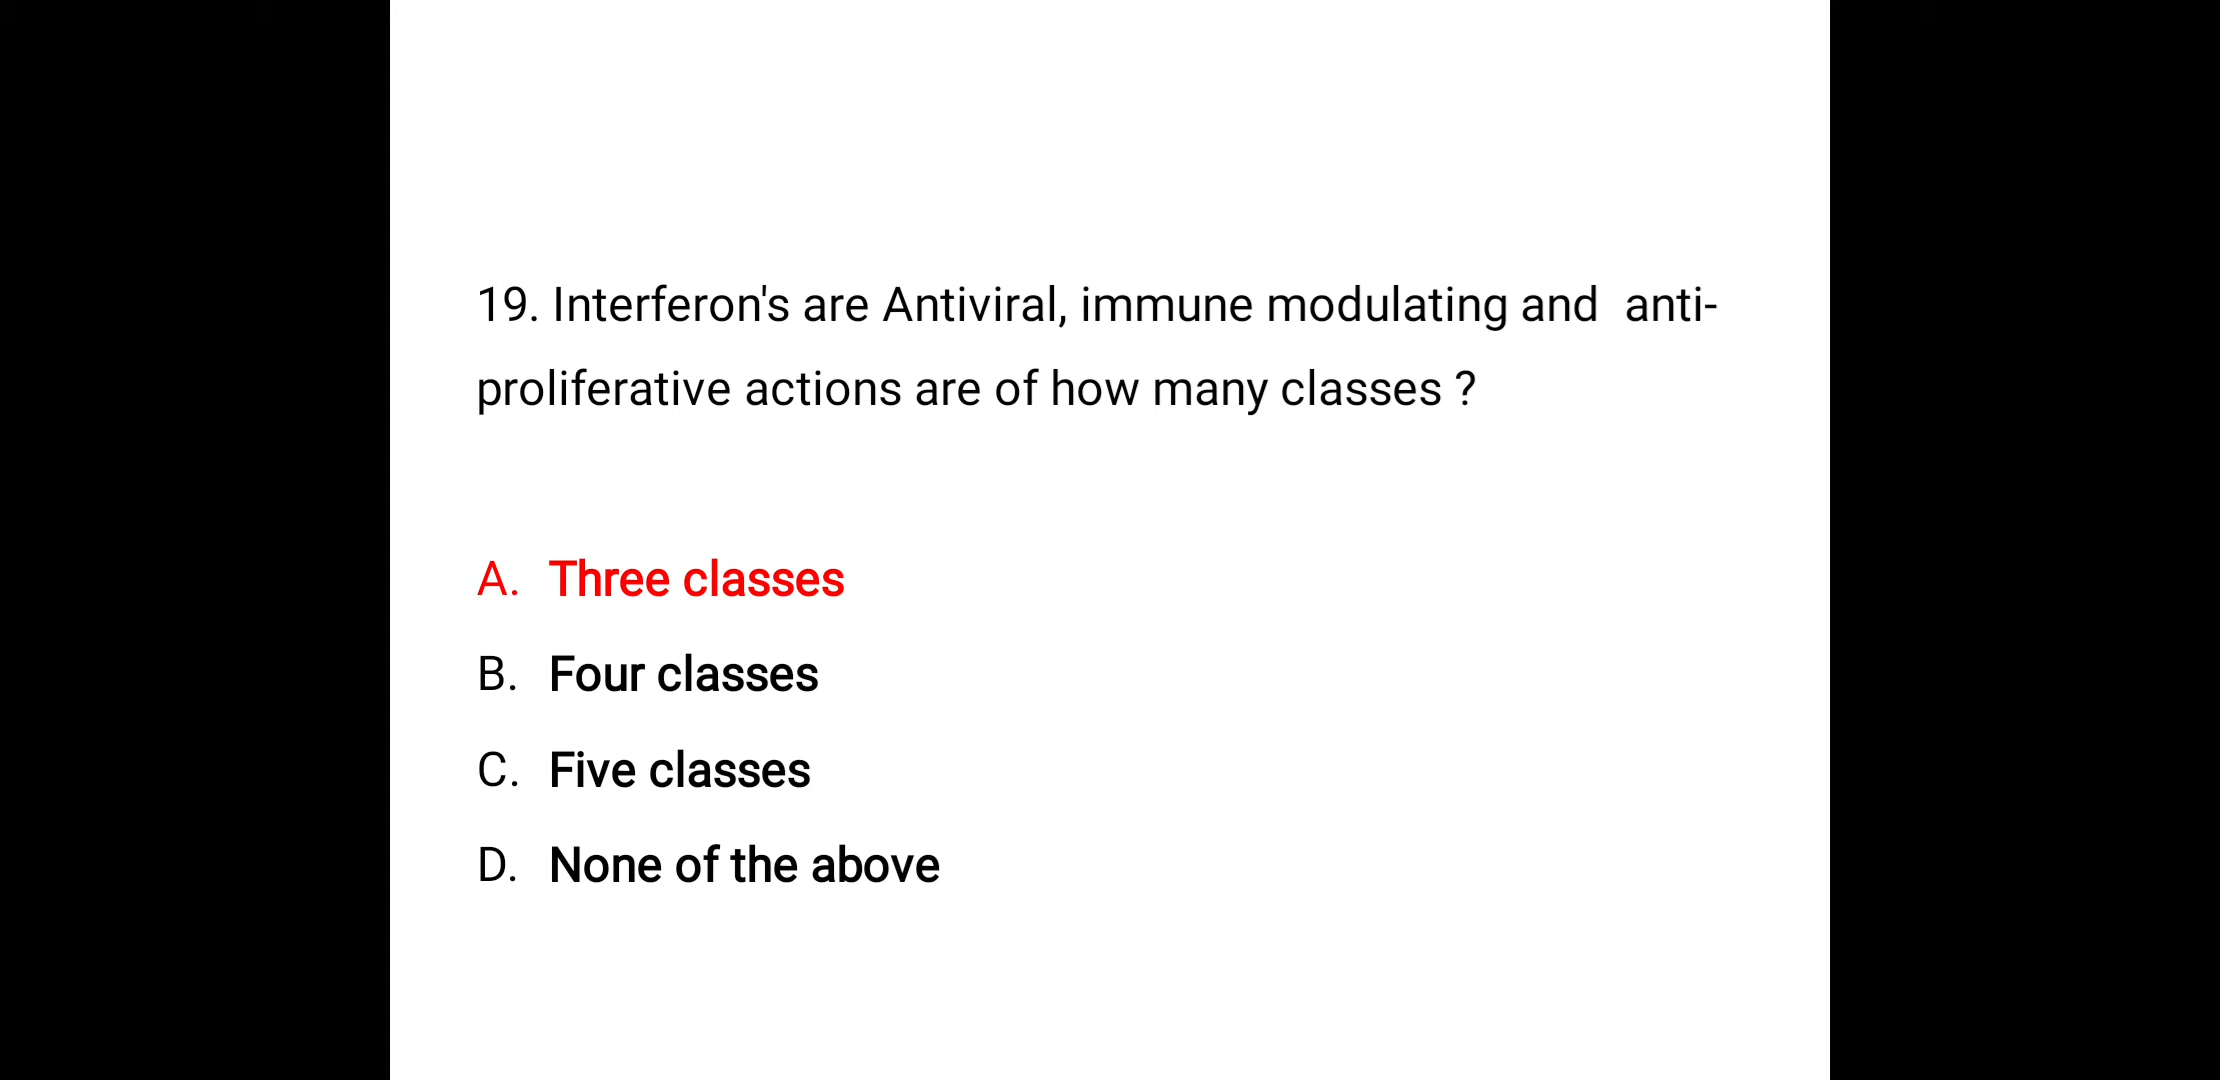 19. Interferon's are Antiviral, immune modulating and  anti-
proliferative actions are of how many classes ?
A. Three classes
B. Four classes
C. Five classes
D. None of the above